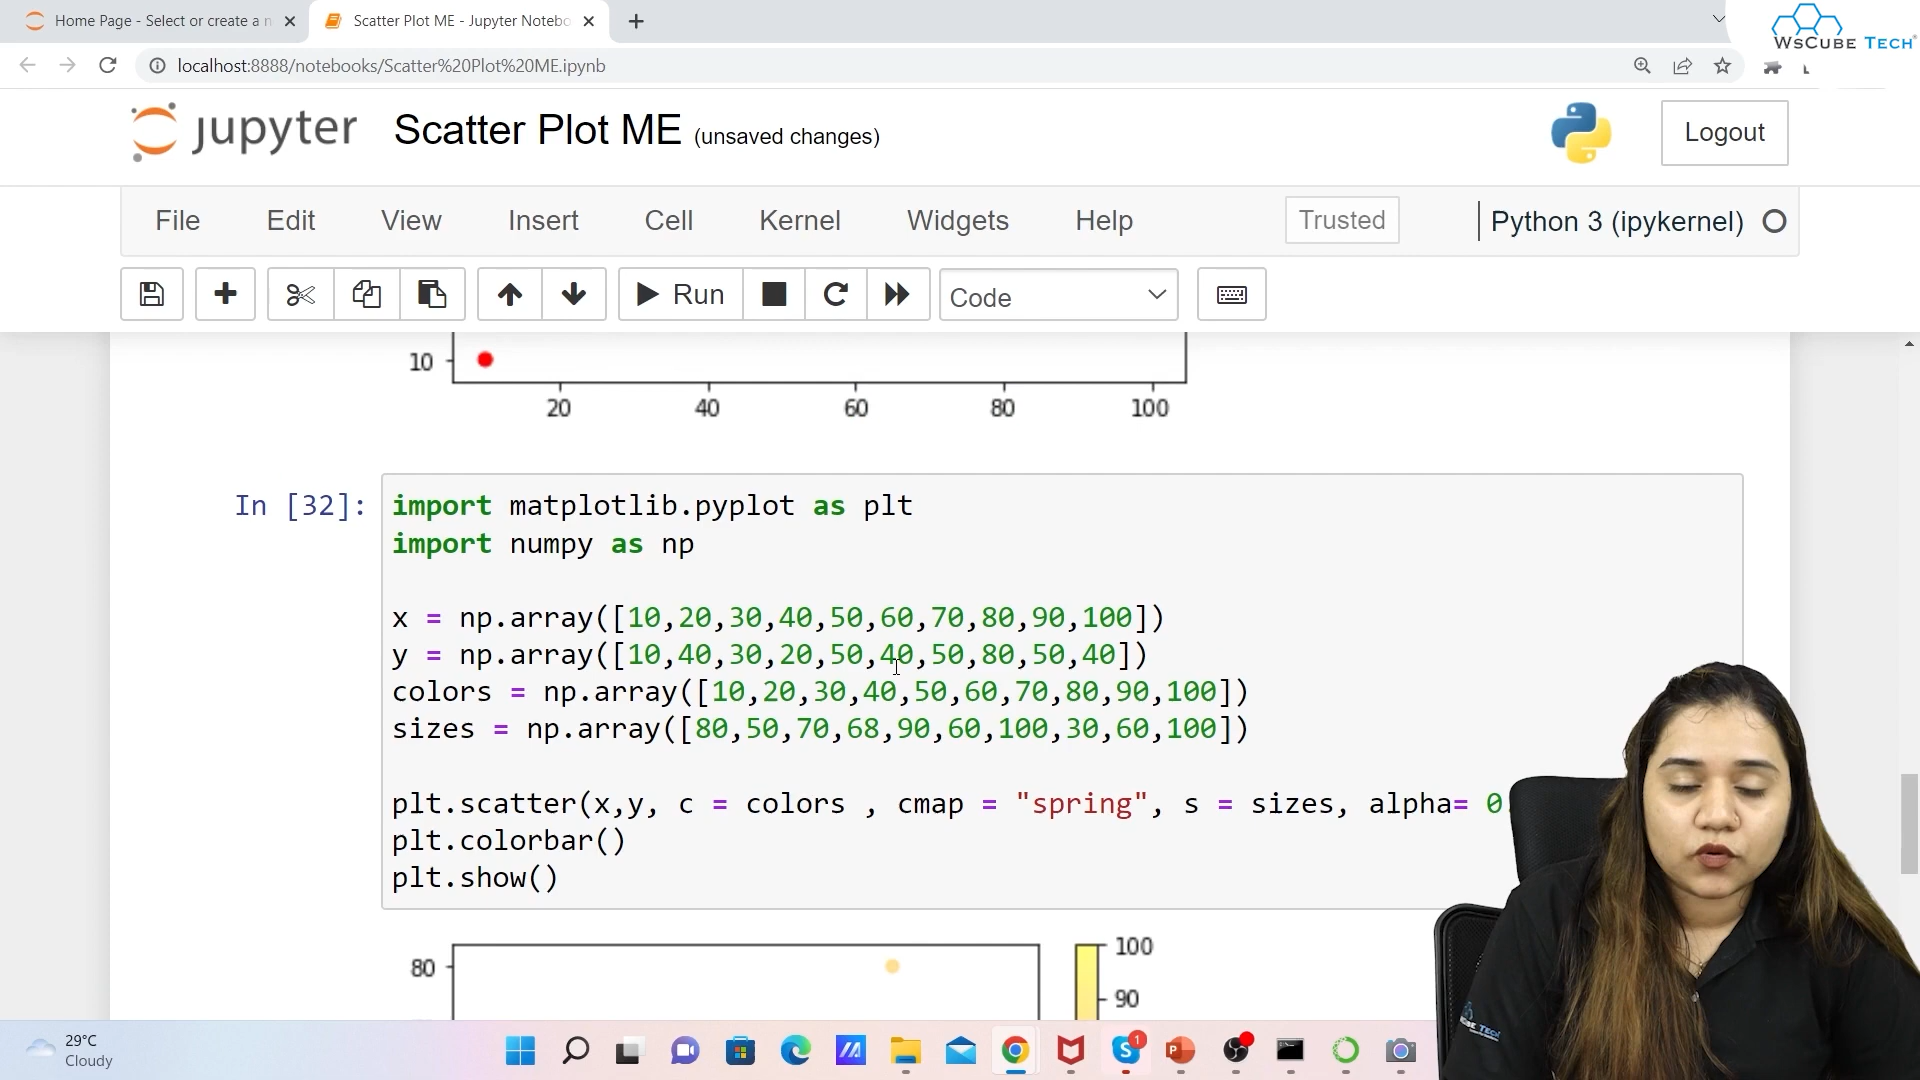 Home Page - Select or create a n
Scatter Plot ME - Jupyter Notebo
WsCube Tech
localhost:8888/notebooks/Scatter%20Plot%20ME.ipynb
jupyter Scatter Plot ME (unsaved changes)
Logout
File Edit View Insert Cell Kernel Widgets Help Trusted Python 3 (ipykernel)
Run Code
10
20 40 60 80 100
In [32]:
import matplotlib.pyplot as plt
import numpy as np
x = np.array([10,20,30,40,50,60,70,80,90,100])
y = np.array([10,40,30,20,50,40,50,80,50,40])
colors = np.array([10,20,30,40,50,60,70,80,90,100])
sizes = np.array([80,50,70,68,90,60,100,30,60,100])
plt.scatter(x,y, c = colors , cmap = "spring", s = sizes, alpha= 0.
plt.colorbar()
plt.show()
100
80
90
29°C
Cloudy
1